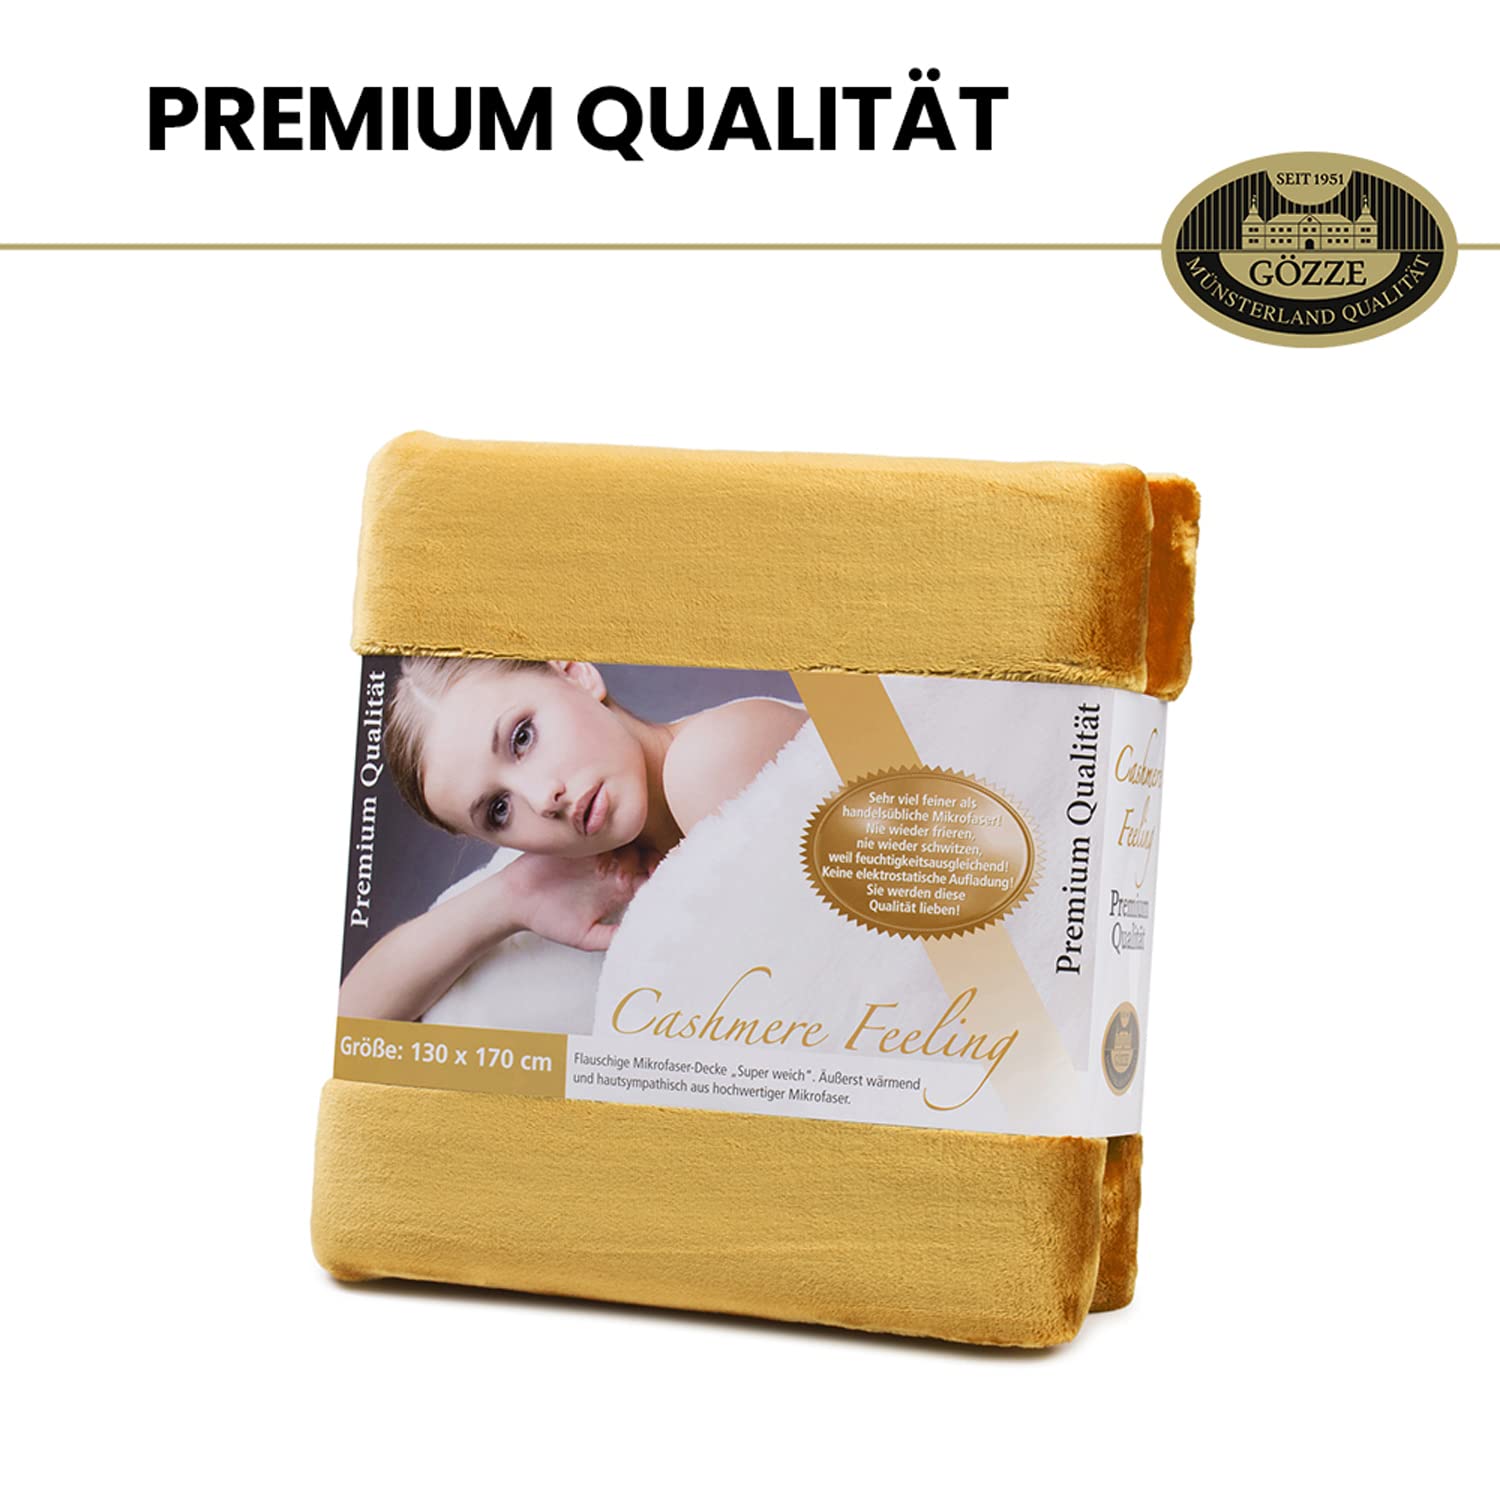 PREMIUM QUALITÄT
SEIT 1951
GÖZZE
MÜNSTERLAND QUALITÄT
Premium Qualität
Sehr viel feiner als
handelsübliche Mikrofaser!
Nie wieder frieren,
nie wieder schwitzen,
weil feuchtigkeitsausgleichend!
Keine elektrostatische Aufladung!
Sie werden diese
Qualität lieben!
Premium Qualität
Cashmere Feeling
Größe: 130 x 170 cm
Flauschige Mikrofaser-Decke „Super weich". Äußerst wärmend
und hautsympathisch aus hochwertiger Mikrofaser.
Cashmere
Feeling
Premium
Qualität
GÖZZE